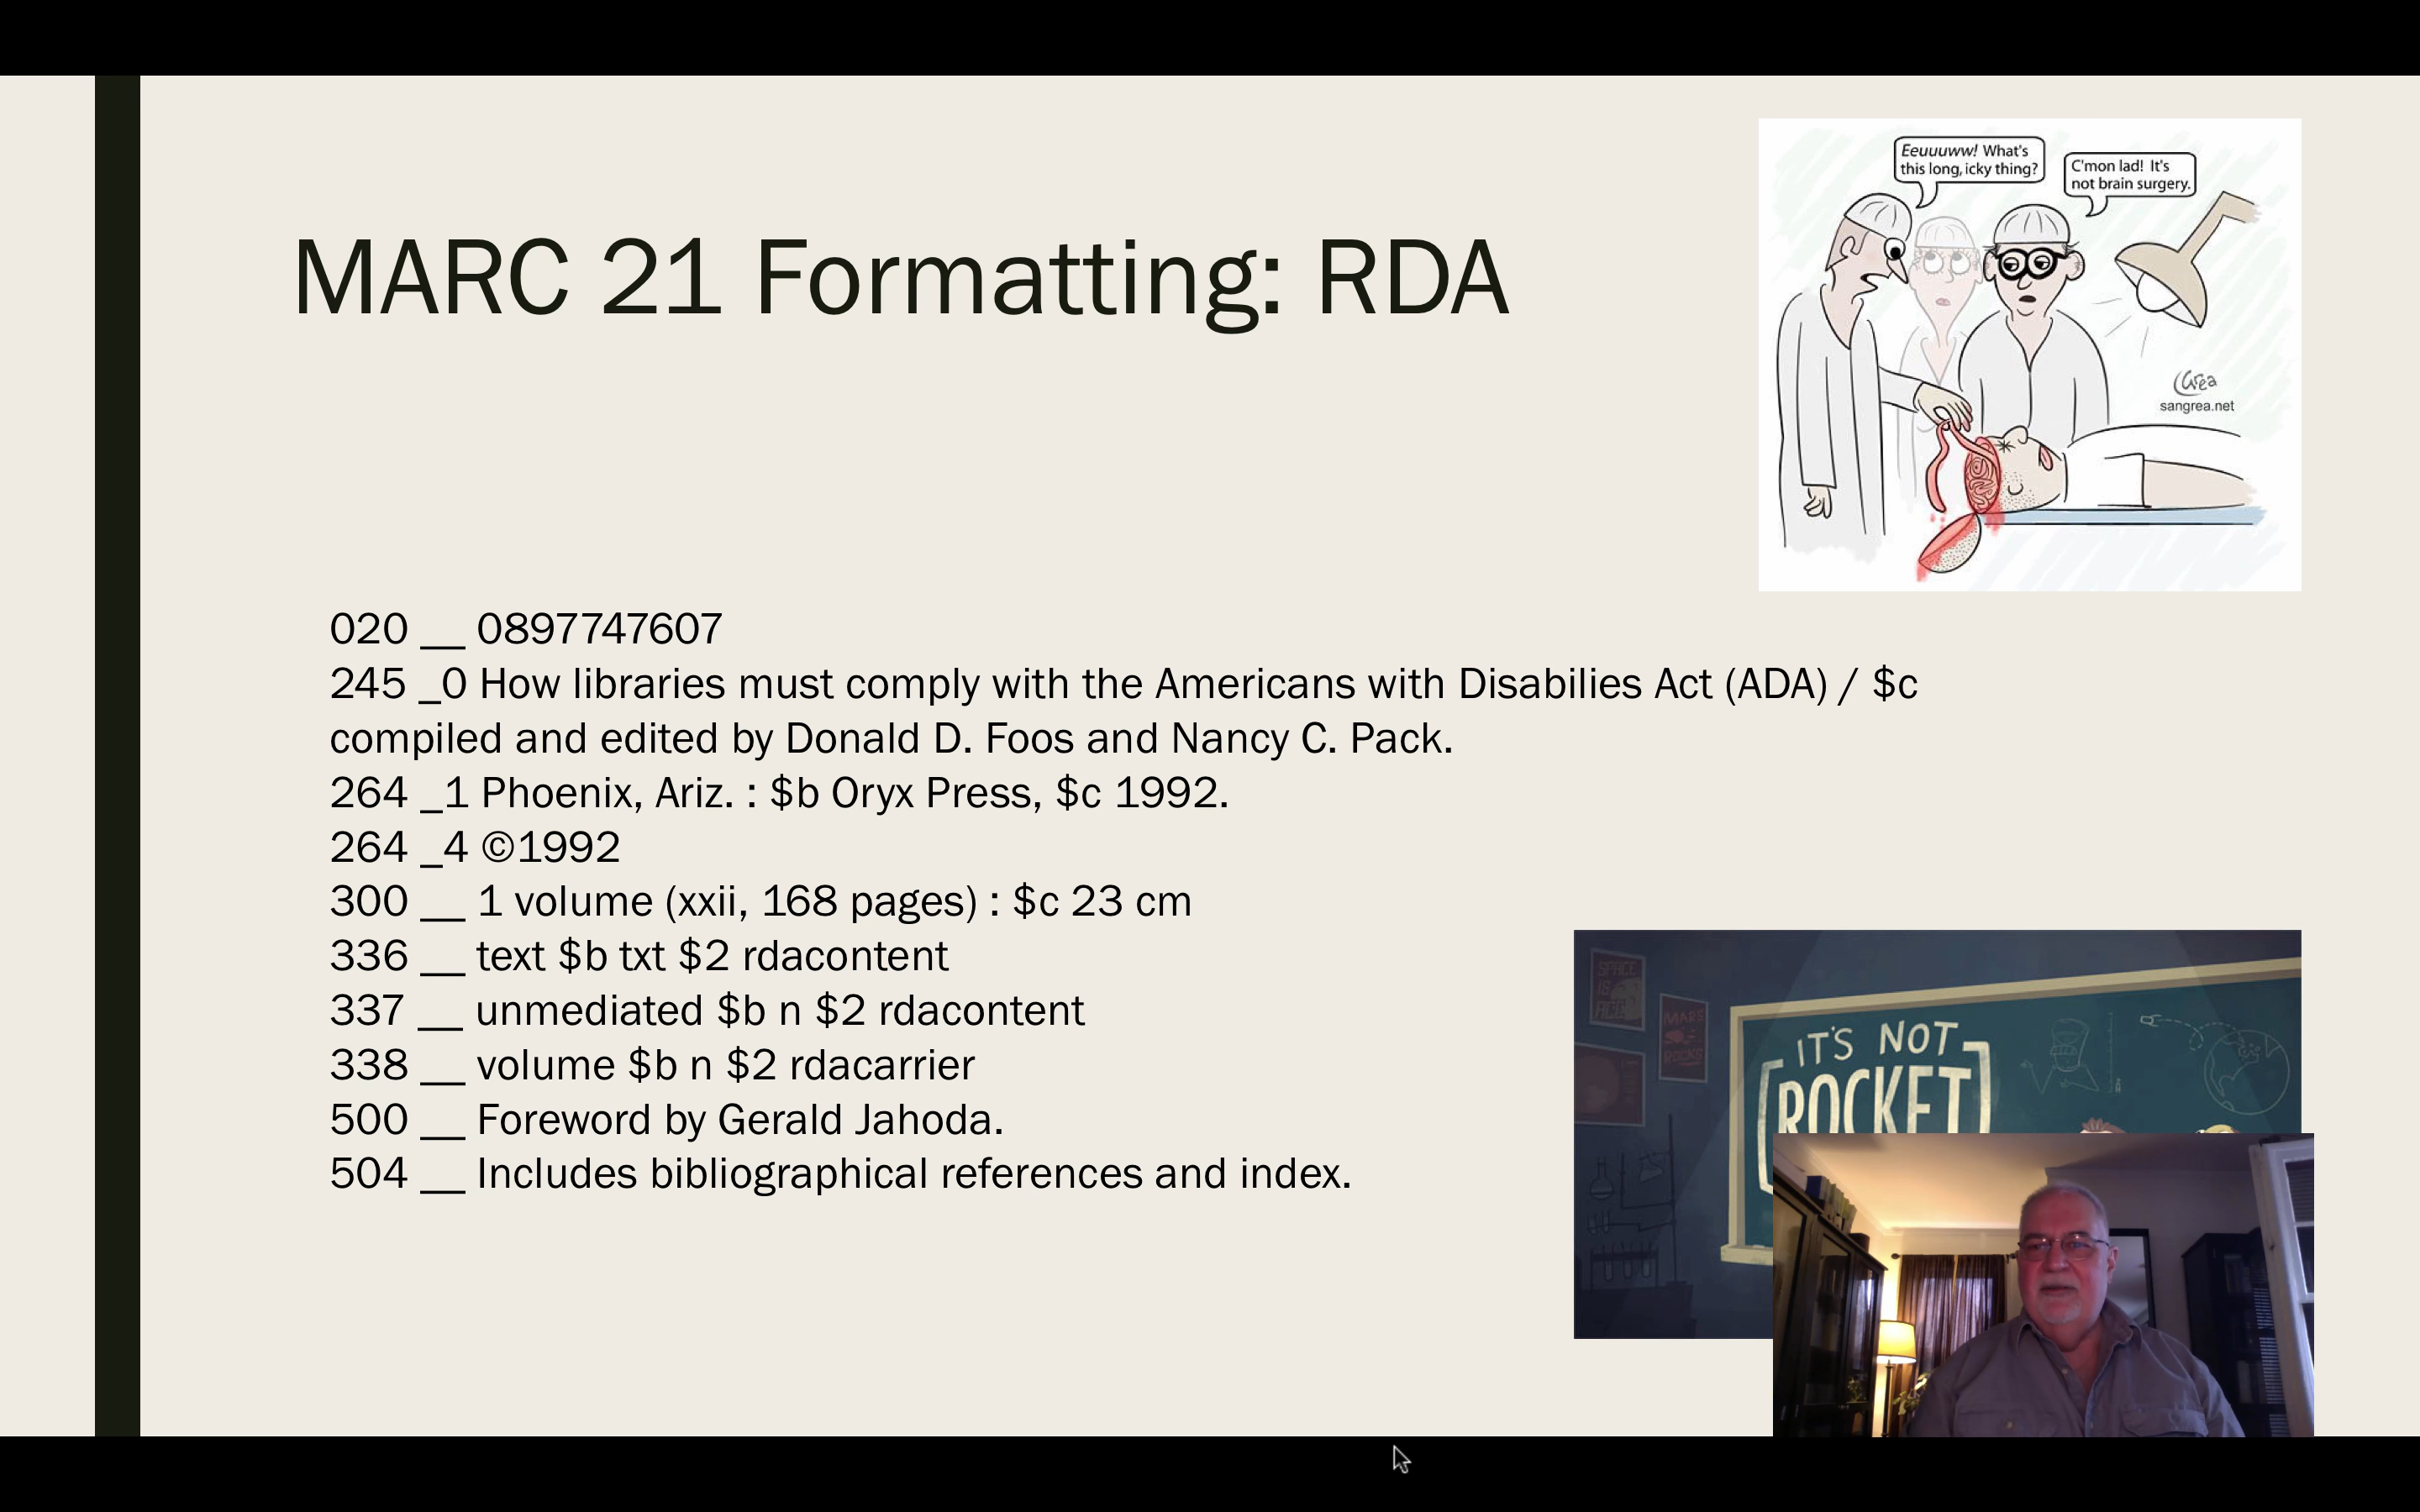 Eeuuuww! What's
this long, icky thing?
C'mon lad! It's
not brain surgery.
MARC 21 Formatting: RDA
sangrea.net
020 __ 0897747607
245 _0 How libraries must comply with the Americans with Disabilies Act (ADA) / $c
compiled and edited by Donald D. Foos and Nancy C. Pack.
264 _1 Phoenix, Ariz. : $b Oryx Press, $c 1992.
264 _4 ©1992
300 __ 1 volume (xxii, 168 pages) : $c 23 cm
336 __ text $b txt $2 rdacontent
337 __ unmediated $b n $2 rdacontent
338 __ volume $b n $2 rdacarrier
500 __ Foreword by Gerald Jahoda.
504 __ Includes bibliographical references and index.
SPACE
IS
MARS
ROCKS
IT'S NOT
ROCKET